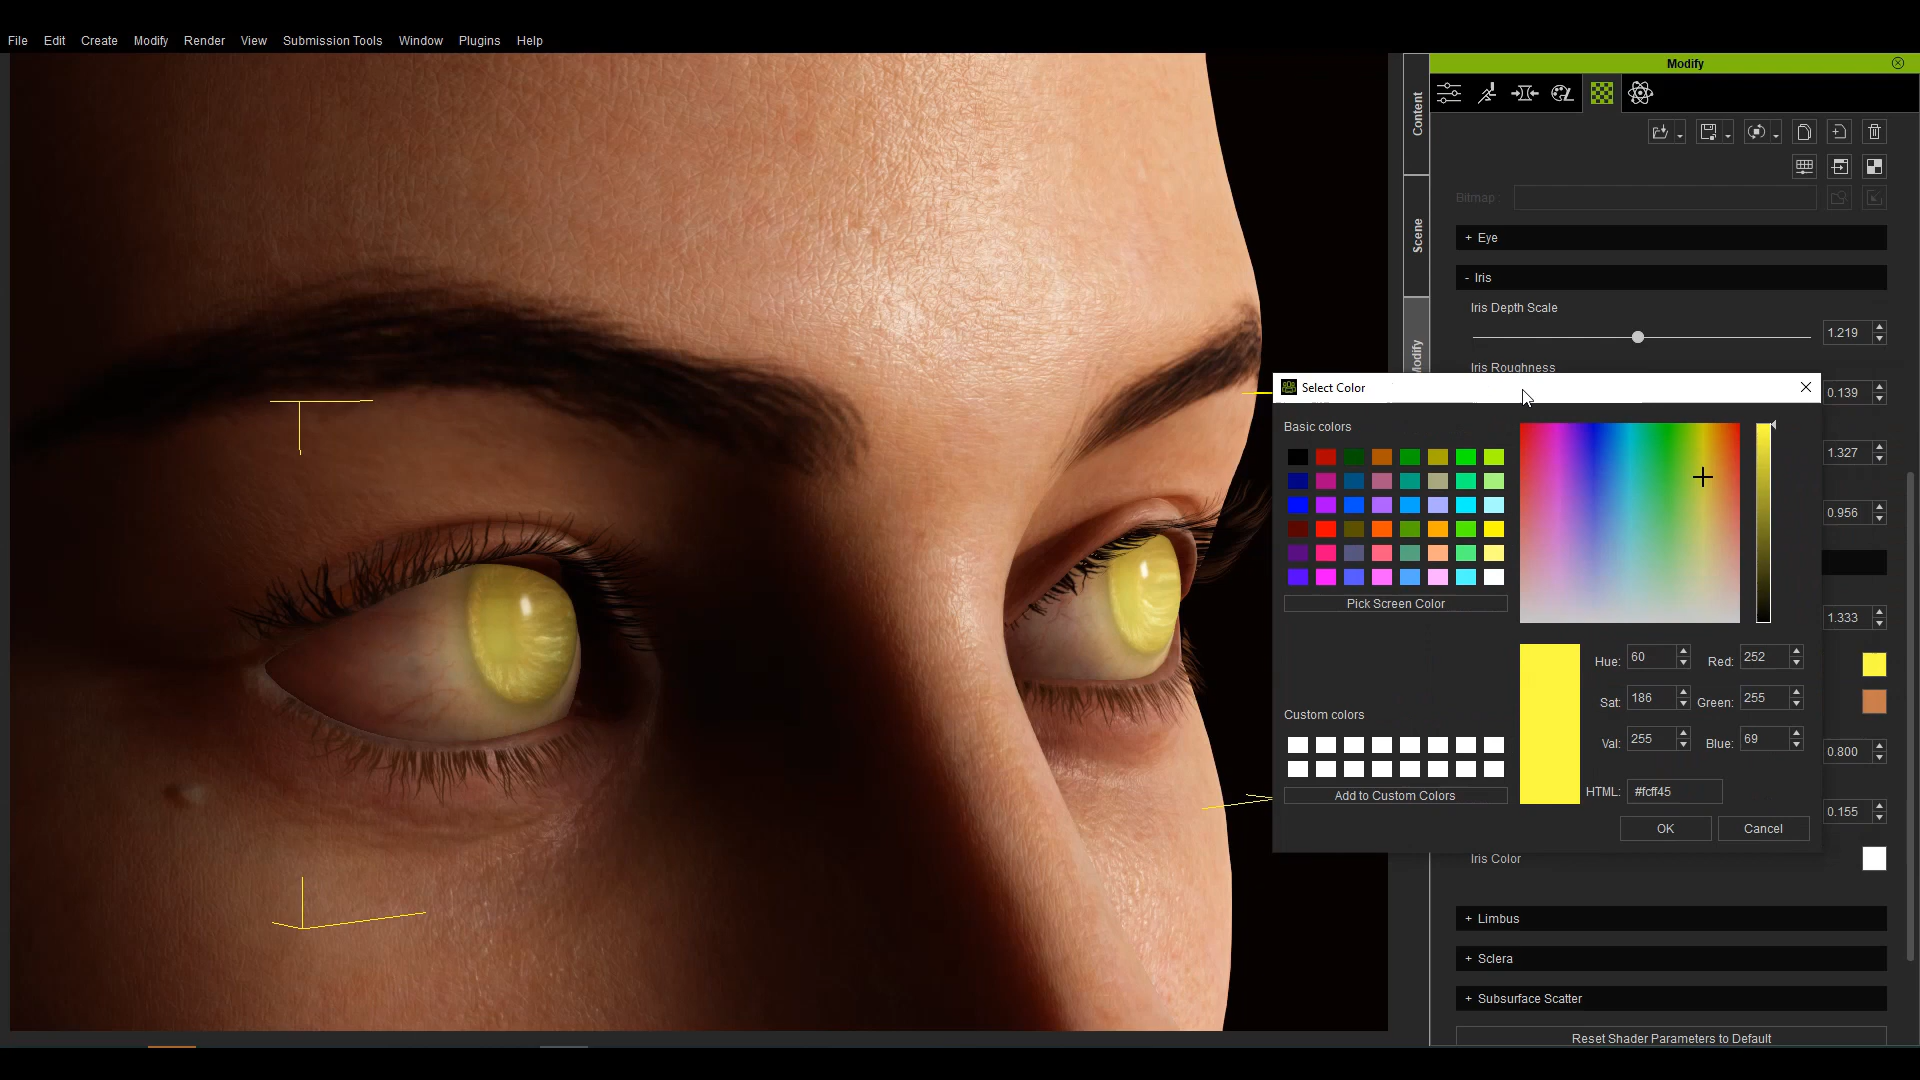 File Edit Create Modify Render View Submission Tools Window Plugins Help
Modify
Content
Scene
Modify
Bitmap
+ Eye
- Iris
Iris Depth Scale
1.219
Iris Roughness
0.139
1.327
0.956
1.333
0.800
0.155
Select Color
Basic colors
Pick Screen Color
Custom colors
Add to Custom Colors
Hue: 60 Red: 252
Sat: 186 Green: 255
Val: 255 Blue: 69
HTML: #fcff45
OK Cancel
Iris Color
+ Limbus
+ Sclera
+ Subsurface Scatter
Reset Shader Parameters to Default